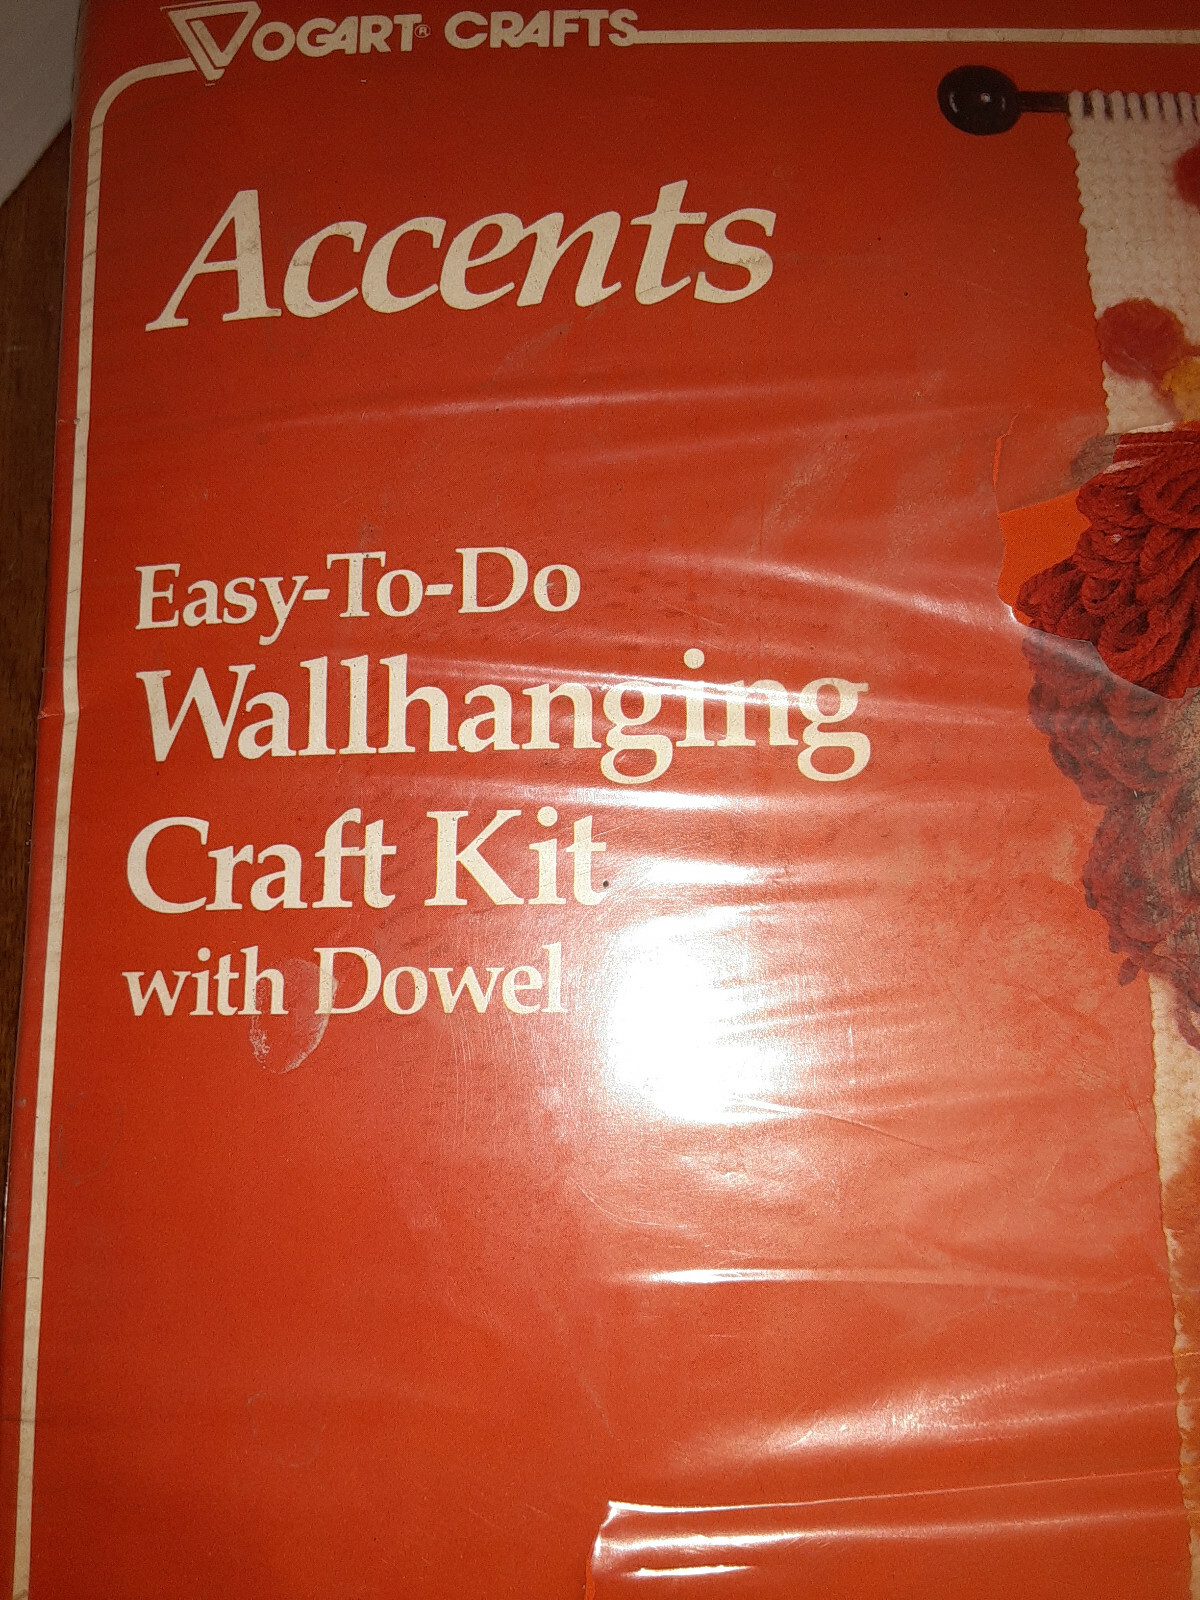 VOGART® CRAFTS
Accents
Easy-To-Do
Wallhanging
Craft Kit
with Dowel